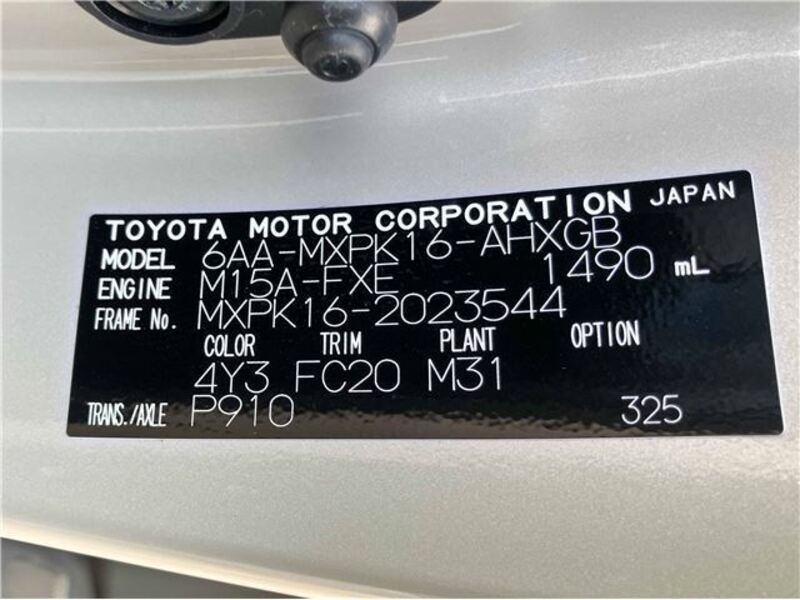 TOYOTA MOTOR CORPORATION JAPAN
MODEL 6AA-MXPK16-AHXGB
ENGINE M15A-FXE 1490 mL
FRAME No. MXPK16-2023544
COLOR TRIM PLANT OPTION
4Y3 FC20 M31
TRANS./AXLE P910 325